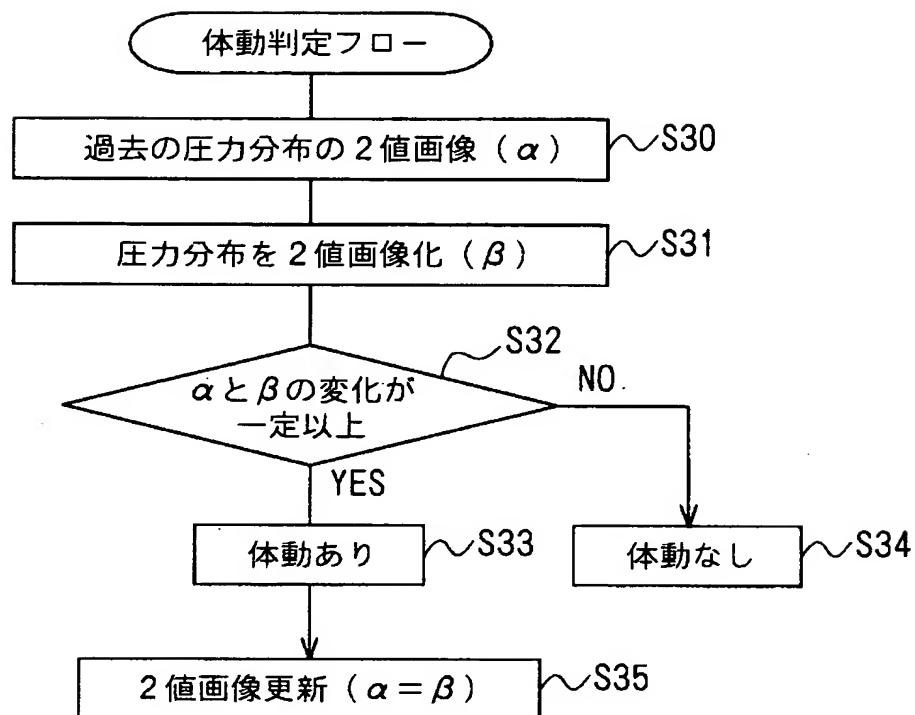 体動判定フロー
過去の圧力分布の2値画像(α)
S30
圧力分布を2値画像化(β)
S31
S32
αとβの変化が
一定以上
NO.
YES
体動あり
S33
体動なし
S34
2値画像更新(α=β)
S35